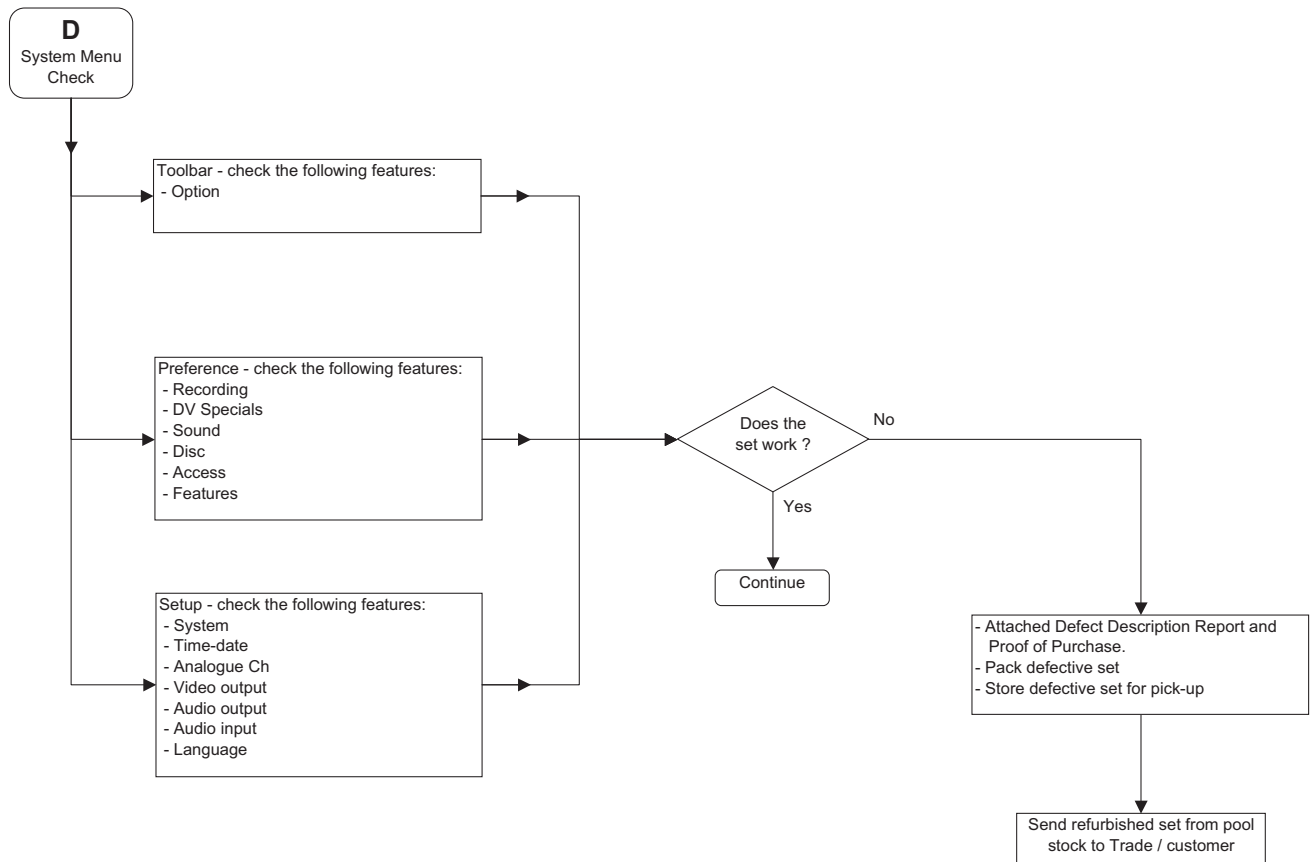 D
System Menu
Check
Toolbar - check the following features:
- Option
Preference - check the following features:
- Recording
- DV Specials
- Sound
- Disc
- Access
- Features
Setup - check the following features:
- System
- Time-date
- Analogue Ch
- Video output
- Audio output
- Audio input
- Language
Does the
set work ?
No
Yes
Continue
- Attached Defect Description Report and
Proof of Purchase.
- Pack defective set
- Store defective set for pick-up
Send refurbished set from pool
stock to Trade / customer